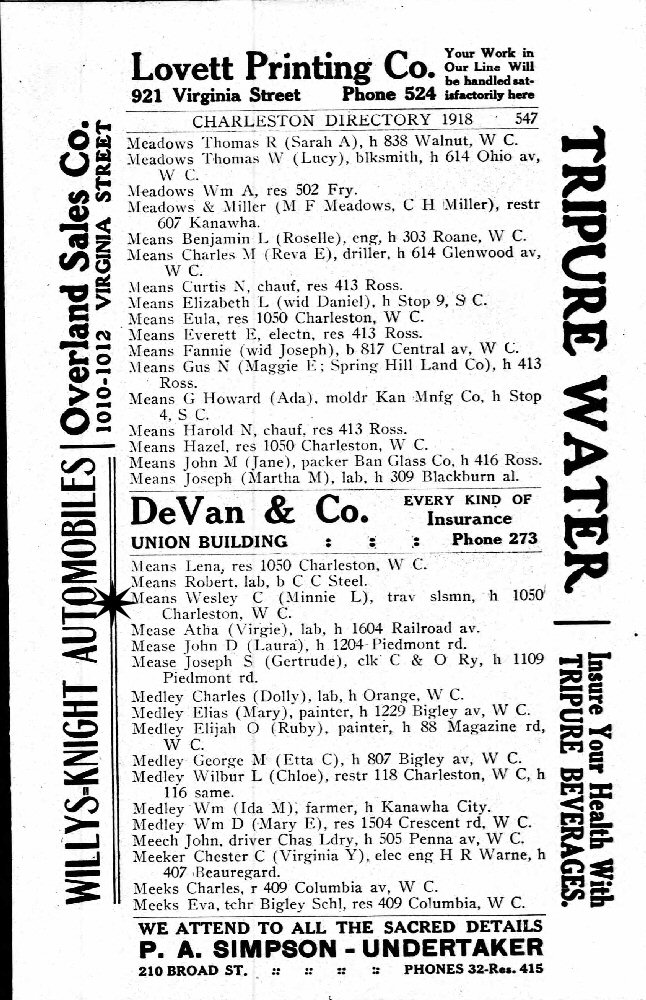 Lovett Printing Co.
Your Work in
Our Line Will
be handled sat-
isfactorily here
921 Virginia Street Phone 524
CHARLESTON DIRECTORY 1918 547
Meadows Thomas R (Sarah A), h 838 Walnut, W C.
Meadows Thomas W (Lucy), blksmith, h 614 Ohio av,
W C.
Meadows Wm A, res 502 Fry.
Meadows & Miller (M F Meadows, C H Miller), restr
607 Kanawha.
Means Benjamin L (Roselle), eng, h 303 Roane, W C.
Means Charles M (Reva E), driller, h 614 Glenwood av,
W C.
Means Curtis N, chauf, res 413 Ross.
Means Elizabeth L (wid Daniel), h Stop 9, S C.
Means Eula, res 1050 Charleston, W C.
Means Everett E, electn, res 413 Ross.
Means Fannie (wid Joseph), b 817 Central av, W C.
Means Gus N (Maggie E; Spring Hill Land Co), h 413
Ross.
Means G Howard (Ada), moldr Kan Mnfg Co, h Stop
4, S C.
Means Harold N, chauf, res 413 Ross.
Means Hazel, res 1050 Charleston, W C.
Means John M (Jane), packer Ban Glass Co, h 416 Ross.
Means Joseph (Martha M), lab, h 309 Blackburn al.
DeVan & Co.
EVERY KIND OF
Insurance
UNION BUILDING : : : Phone 273
Means Lena, res 1050 Charleston, W C.
Means Robert, lab, b C C Steel.
Means Wesley C (Minnie L), trav slsmn, h 1050
Charleston, W C.
Mease Atha (Virgie), lab, h 1604 Railroad av.
Mease John D (Laura), h 1204 Piedmont rd.
Mease Joseph S (Gertrude), clk C & O Ry, h 1109
Piedmont rd.
Medley Charles (Dolly), lab, h Orange, W C.
Medley Elias (Mary), painter, h 1229 Bigley av, W C.
Medley Elijah O (Ruby), painter, h 88 Magazine rd,
W C.
Medley George M (Etta C), h 807 Bigley av, W C.
Medley Wilbur L (Chloe), restr 118 Charleston, W C, h
116 same.
Medley Wm (Ida M), farmer, h Kanawha City.
Medley Wm D (Mary E), res 1504 Crescent rd, W C.
Meech John, driver Chas Ldry, h 505 Penna av, W C.
Meeker Chester C (Virginia Y), elec eng H R Warne, h
407 Beauregard.
Meeks Charles, r 409 Columbia av, W C.
Meeks Eva, tchr Bigley Schl, res 409 Columbia, W C.
WE ATTEND TO ALL THE SACRED DETAILS
P. A. SIMPSON - UNDERTAKER
210 BROAD ST. :: :: :: :: PHONES 32-Res. 415
WILLYS-KNIGHT AUTOMOBILES | Overland Sales Co.
1010-1012 VIRGINIA STREET
TRIPURE WATER
Insure Your Health With
TRIPURE BEVERAGES.